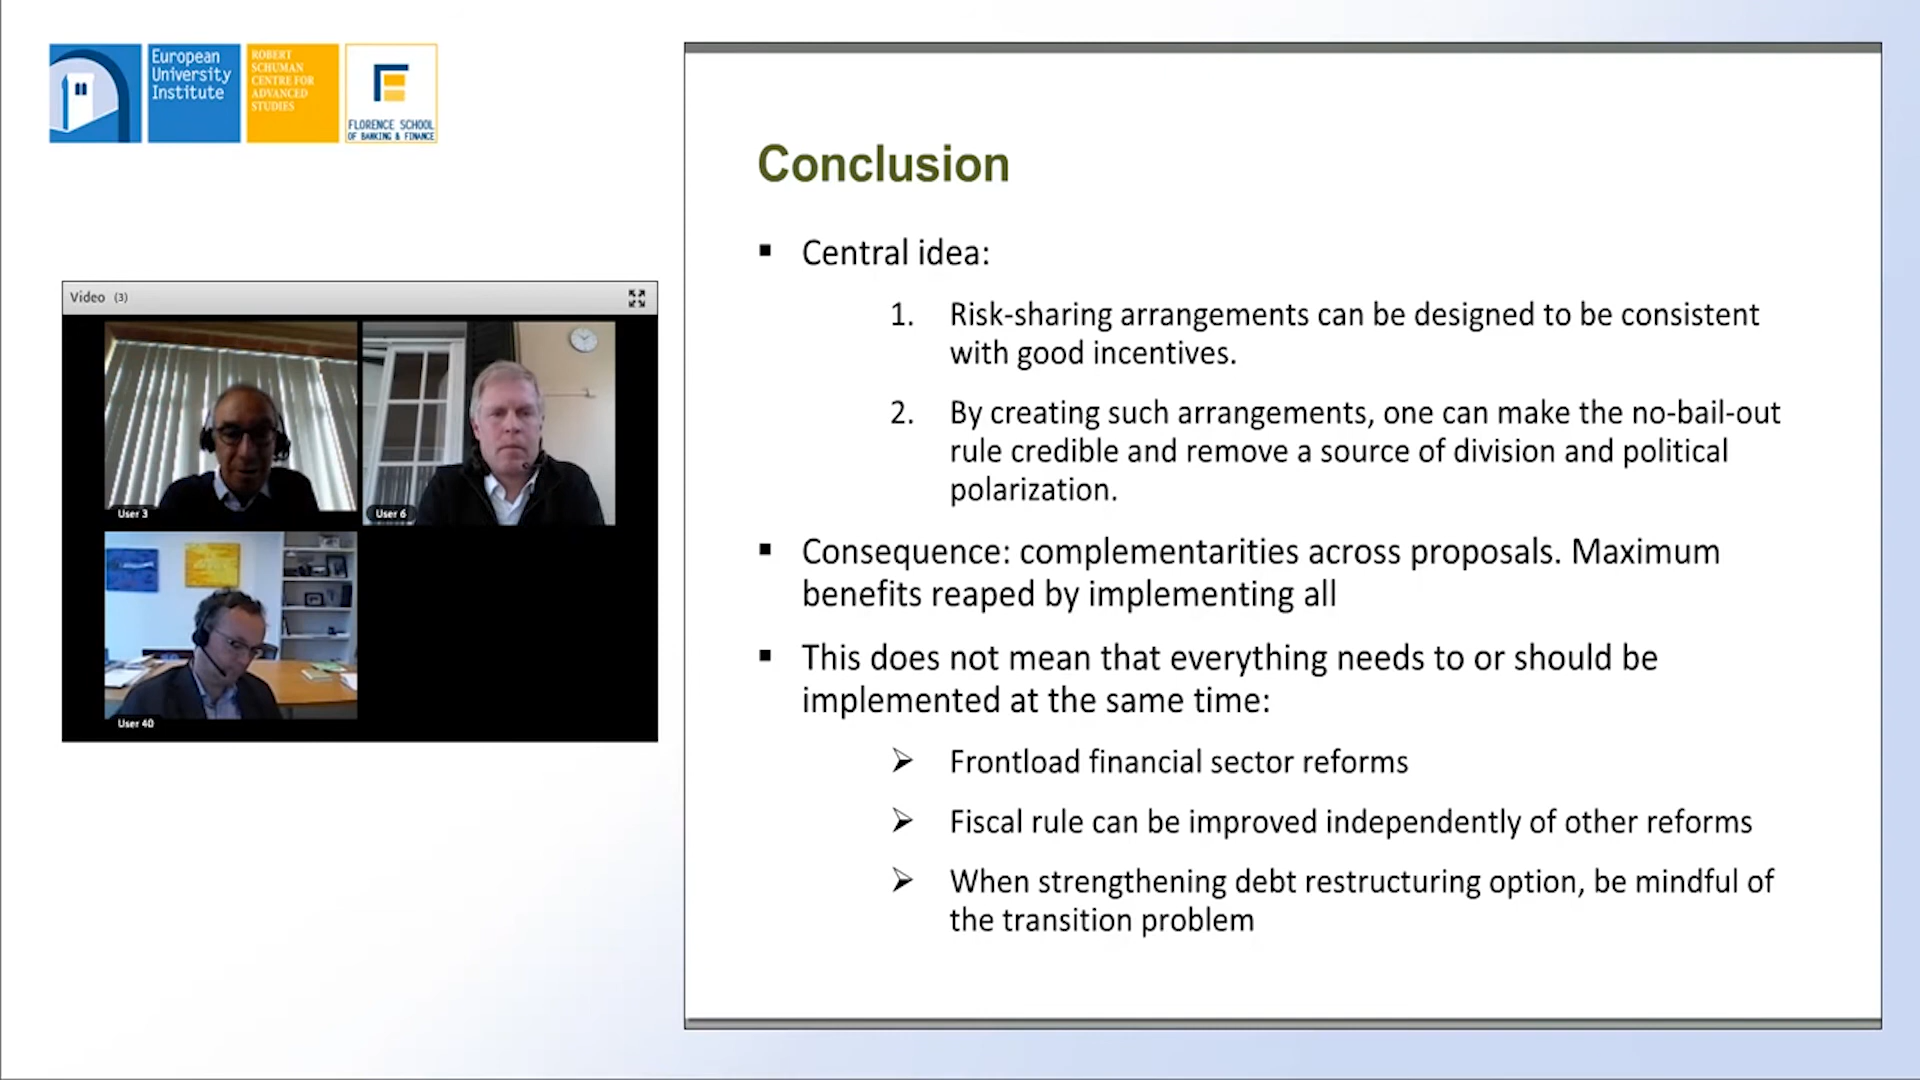 European
University
Institute
ROBERT
SCHUMAN
CENTRE FOR
ADVANCED
STUDIES
FLORENCE SCHOOL
OF BANKING & FINANCE
Video (3)
User 3
User 6
User 40
Conclusion
▪ Central idea:
1. Risk-sharing arrangements can be designed to be consistent
with good incentives.
2. By creating such arrangements, one can make the no-bail-out
rule credible and remove a source of division and political
polarization.
▪ Consequence: complementarities across proposals. Maximum
benefits reaped by implementing all
▪ This does not mean that everything needs to or should be
implemented at the same time:
➢ Frontload financial sector reforms
➢ Fiscal rule can be improved independently of other reforms
➢ When strengthening debt restructuring option, be mindful of
the transition problem